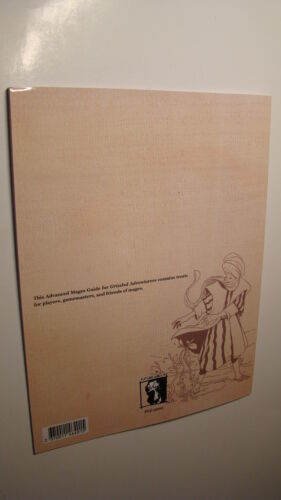 This Advanced Mages Guide for Grizzled Adventurers contains treats
for players, gamemasters, and friends of mages.